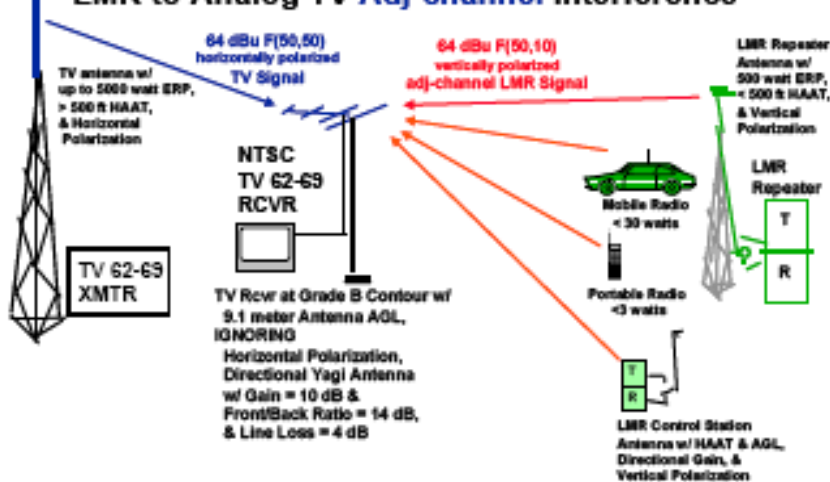 LMR to Analog TV Adj-channel Interference
64 dBu F(50,50)
horizontally polarized
TV Signal
64 dBu F(50,10)
vertically polarized
adj-channel LMR Signal
LMR Repeater
Antenna w/
500 watt ERP,
< 500 ft HAAT,
& Vertical
Polarization
TV antenna w/
up to 5000 watt ERP,
> 500 ft HAAT,
& Horizontal
Polarization
NTSC
TV 62-69
RCVR
LMR
Repeater
T
R
Mobile Radio
< 30 watts
TV 62-69
XMTR
Portable Radio
<3 watts
TV Rcvr at Grade B Contour w/
9.1 meter Antenna AGL,
IGNORING
Horizontal Polarization,
Directional Yagi Antenna
w/ Gain = 10 dB &
Front/Back Ratio = 14 dB,
& Line Loss = 4 dB
T
R
LMR Control Station
Antenna w/ HAAT & AGL,
Directional Gain, &
Vertical Polarization